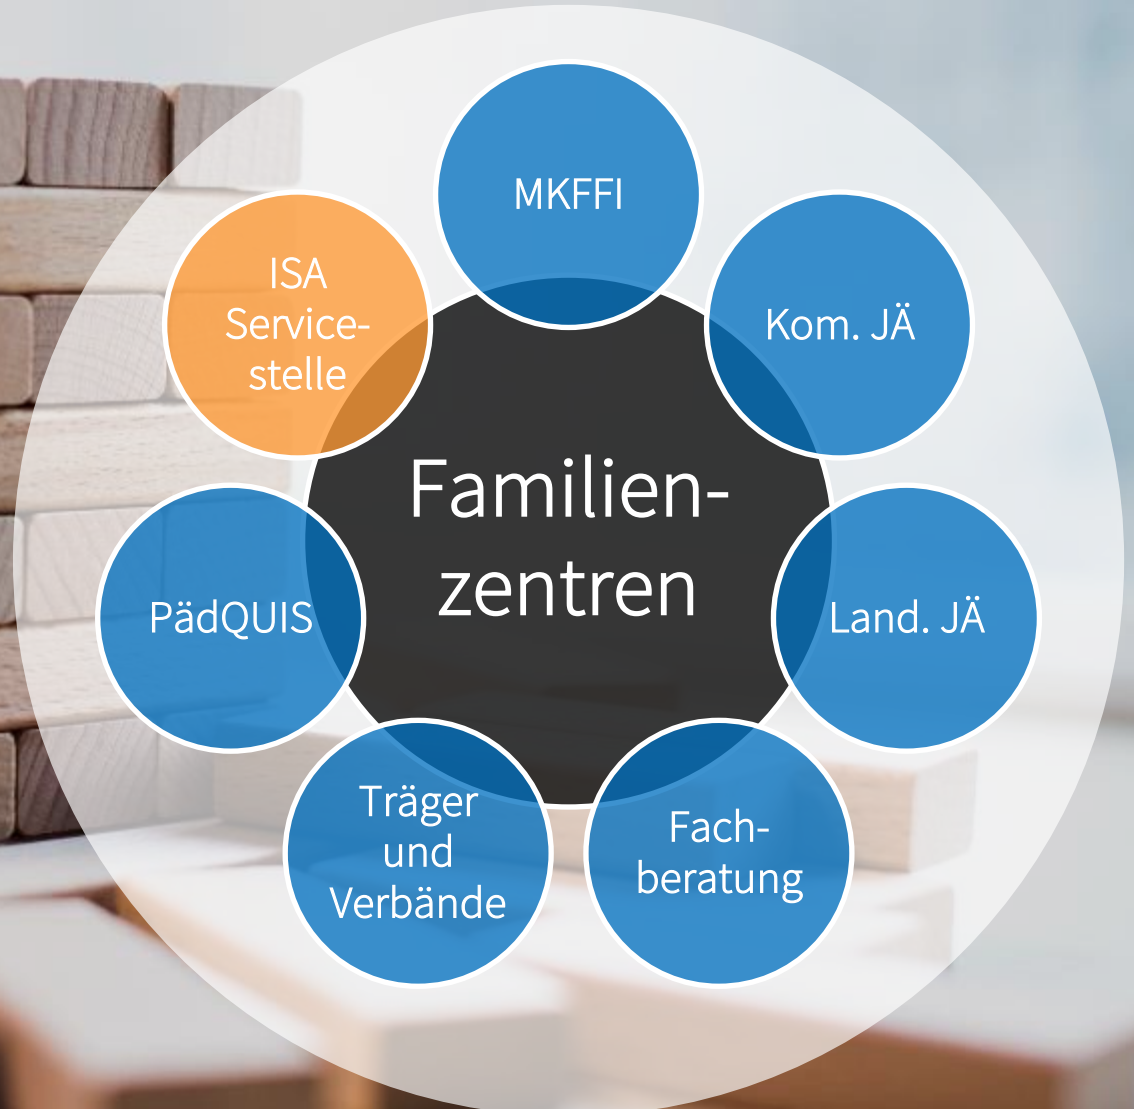 MKFFI
ISA
Service-
stelle
Kom. JÄ
Familien-
zentren
PädQUIS
Land. JÄ
Träger
und
Verbände
Fach-
beratung